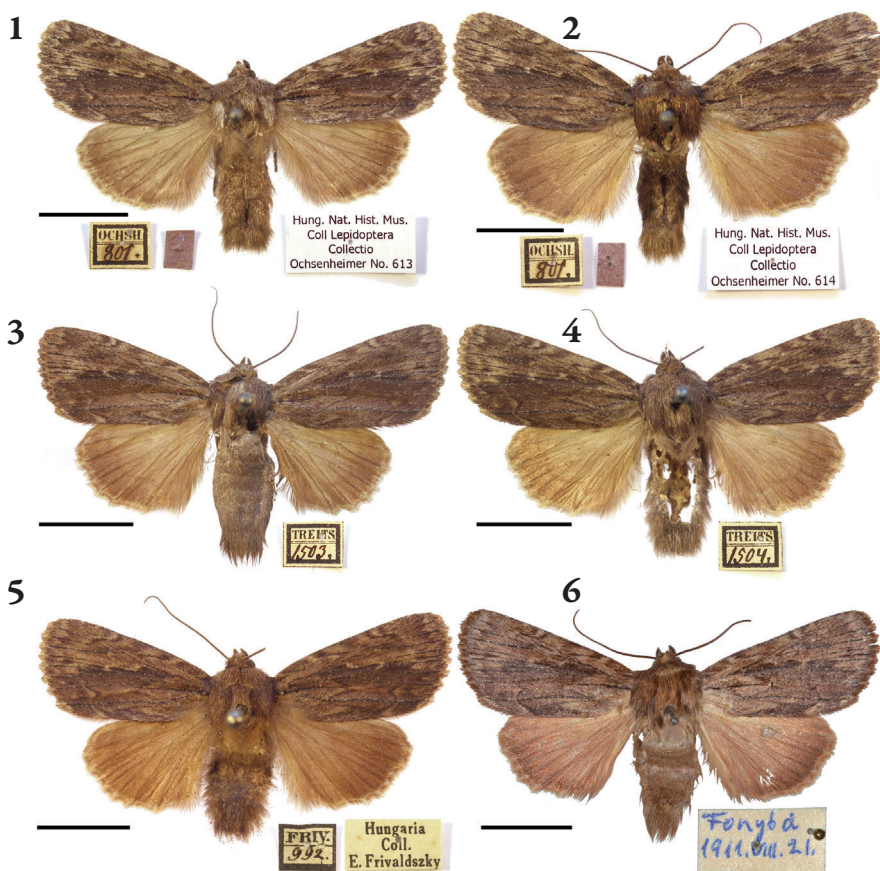 1
OCHSH.
801.
Hung. Nat. Hist. Mus.
Coll Lepidoptera
Collectio
Ochsenheimer No. 613
2
OCHSH.
801.
Hung. Nat. Hist. Mus.
Coll Lepidoptera
Collectio
Ochsenheimer No. 614
3
TREITS.
1503.
4
TREITS.
1504.
5
FRIV.
992.
Hungaria
Coll.
E. Frivaldszky
6
Fonyód
1911.VIII.21.